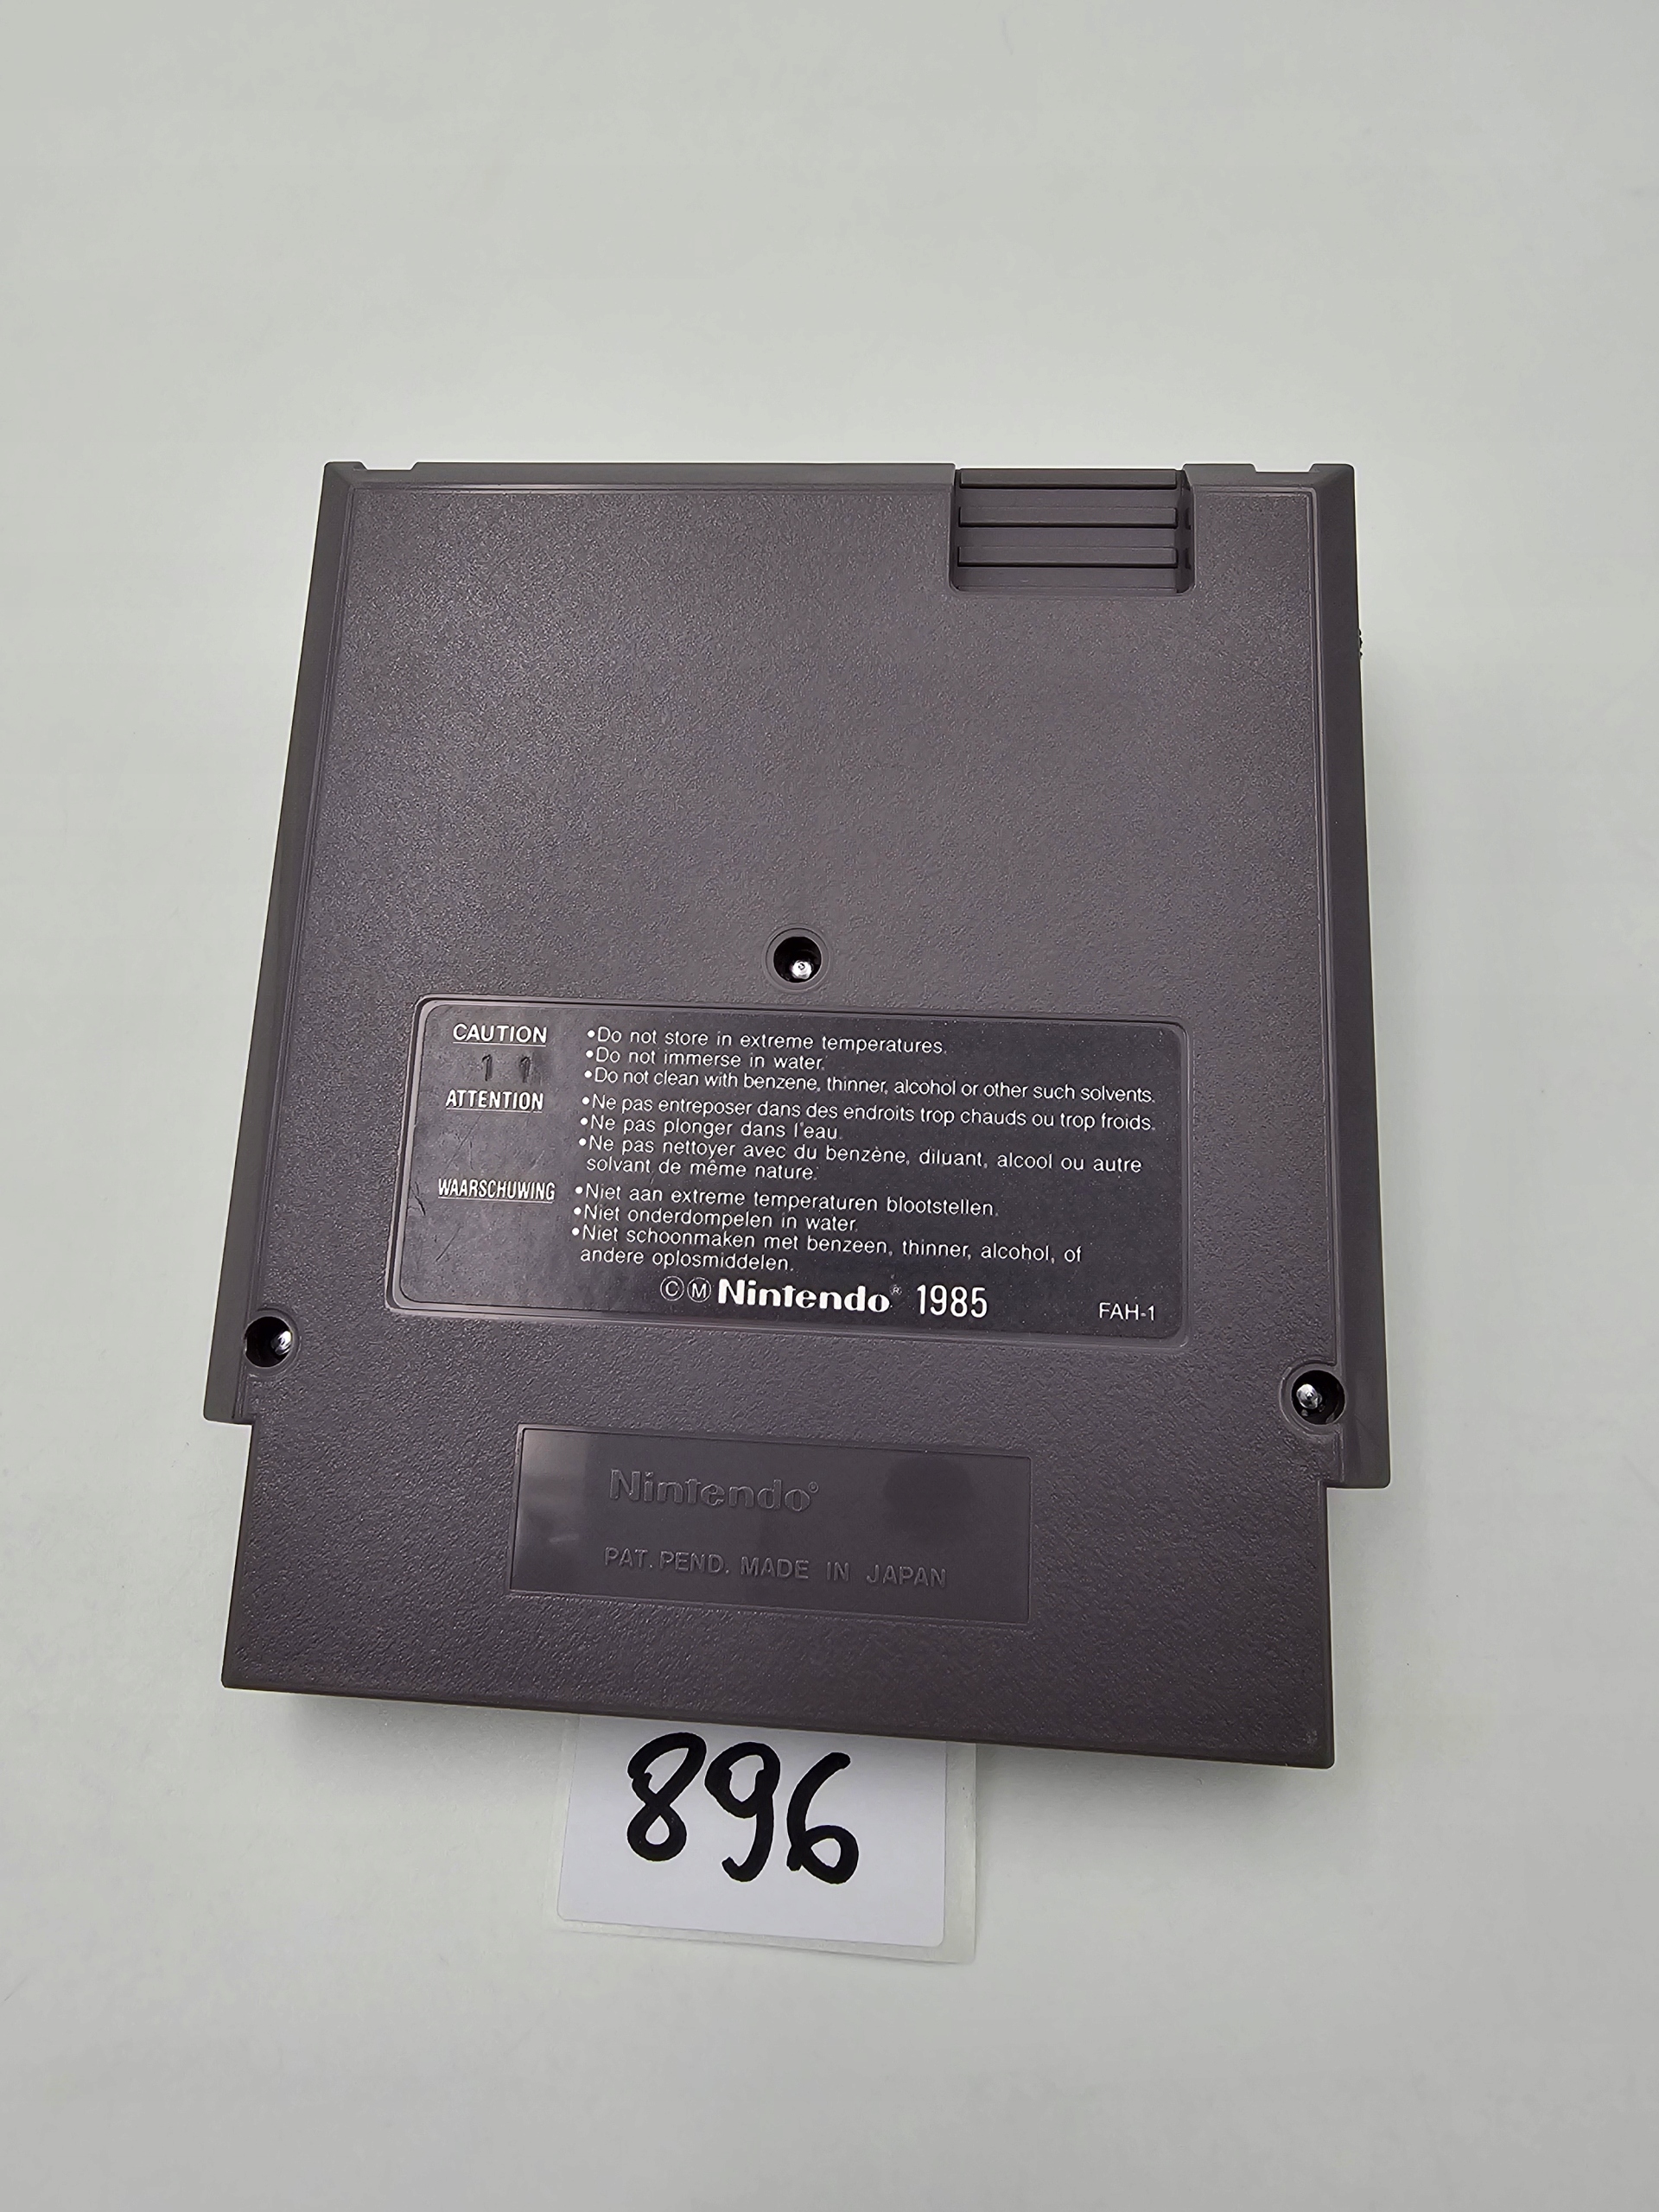 CAUTION
•Do not store in extreme temperatures.
•Do not immerse in water.
•Do not clean with benzene, thinner, alcohol or other such solvents.
1 1
ATTENTION
•Ne pas entreposer dans des endroits trop chauds ou trop froids.
•Ne pas plonger dans l'eau.
•Ne pas nettoyer avec du benzène, diluant, alcool ou autre
solvant de même nature.
WAARSCHUWING
•Niet aan extreme temperaturen blootstellen.
•Niet onderdompelen in water.
•Niet schoonmaken met benzeen, thinner, alcohol, of
andere oplosmiddelen.
ⒸⓂ Nintendo® 1985
FAH-1
Nintendo®
PAT. PEND. MADE IN JAPAN
896